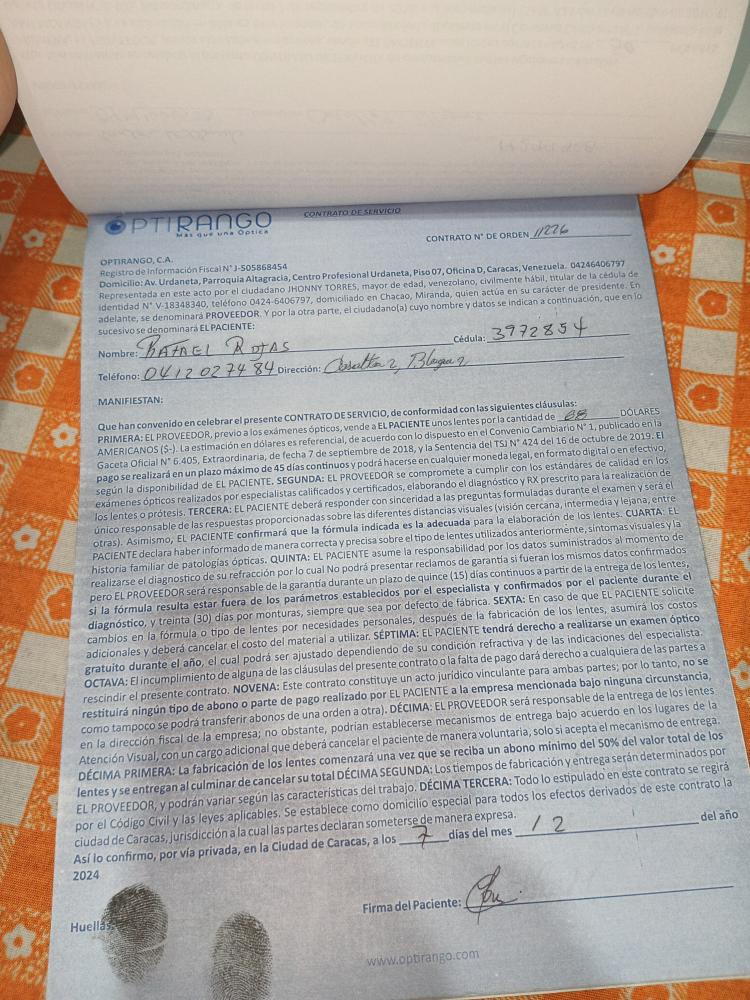 OPTIRANGO
Más que una Óptica
CONTRATO DE SERVICIO
CONTRATO N° DE ORDEN 11226
OPTIRANGO, C.A.
Registro de Información Fiscal N° J-505868454
Domicilio: Av. Urdaneta, Parroquia Altagracia, Centro Profesional Urdaneta, Piso 07, Oficina D, Caracas, Venezuela. 04246406797
Representada en este acto por el ciudadano JHONNY TORRES, mayor de edad, venezolano, civilmente hábil, titular de la cédula de
Identidad N° V-18348340, teléfono 0424-6406797, domiciliado en Chacao, Miranda, quien actúa en su carácter de presidente. En
adelante, se denominará PROVEEDOR. Y por la otra parte, el ciudadano(a) cuyo nombre y datos se indican a continuación, que en lo
sucesivo se denominará EL PACIENTE:
Nombre: RAFAEL ROJAS Cédula: 3972854
Teléfono: 04120274 84 Dirección: 2, Bloque 2
MANIFIESTAN:
Que han convenido en celebrar el presente CONTRATO DE SERVICIO, de conformidad con las siguientes cláusulas:
PRIMERA: EL PROVEEDOR, previo a los exámenes ópticos, vende a EL PACIENTE unos lentes por la cantidad de DÓLARES
AMERICANOS ($-). La estimación en dólares es referencial, de acuerdo con lo dispuesto en el Convenio Cambiario N° 1, publicado en la
Gaceta Oficial N° 6.405, Extraordinaria, de fecha 7 de septiembre de 2018, y la Sentencia del TSJ N° 424 del 16 de octubre de 2019. El
pago se realizará en un plazo máximo de 45 días continuos y podrá hacerse en cualquier moneda legal, en formato digital o en efectivo,
según la disponibilidad de EL PACIENTE. SEGUNDA: EL PROVEEDOR se compromete a cumplir con los estándares de calidad en los
exámenes ópticos realizados por especialistas calificados y certificados, elaborando el diagnóstico y RX prescrito para la realización de
los lentes o prótesis. TERCERA: EL PACIENTE deberá responder con sinceridad a las preguntas formuladas durante el examen y será el
único responsable de las respuestas proporcionadas sobre las diferentes distancias visuales (visión cercana, intermedia y lejana, entre
otras). Asimismo, EL PACIENTE confirmará que la fórmula indicada es la adecuada para la elaboración de los lentes. CUARTA: EL
PACIENTE declara haber informado de manera correcta y precisa sobre el tipo de lentes utilizados anteriormente, síntomas visuales y la
historia familiar de patologías ópticas. QUINTA: EL PACIENTE asume la responsabilidad por los datos suministrados al momento de
realizarse el diagnostico de su refracción por lo cual No podrá presentar reclamos de garantía si fueran los mismos datos confirmados
pero EL PROVEEDOR será responsable de la garantía durante un plazo de quince (15) días continuos a partir de la entrega de los lentes,
si la fórmula resulta estar fuera de los parámetros establecidos por el especialista y confirmados por el paciente durante el
diagnóstico, y treinta (30) días por monturas, siempre que sea por defecto de fábrica. SEXTA: En caso de que EL PACIENTE solicite
cambios en la fórmula o tipo de lentes por necesidades personales, después de la fabricación de los lentes, asumirá los costos
adicionales y deberá cancelar el costo del material a utilizar. SÉPTIMA: EL PACIENTE tendrá derecho a realizarse un examen óptico
gratuito durante el año, el cual podrá ser ajustado dependiendo de su condición refractiva y de las indicaciones del especialista.
OCTAVA: El incumplimiento de alguna de las cláusulas del presente contrato o la falta de pago dará derecho a cualquiera de las partes a
rescindir el presente contrato. NOVENA: Este contrato constituye un acto jurídico vinculante para ambas partes; por lo tanto, no se
restituirá ningún tipo de abono o parte de pago realizado por EL PACIENTE a la empresa mencionada bajo ninguna circunstancia,
como tampoco se podrá transferir abonos de una orden a otra). DÉCIMA: EL PROVEEDOR será responsable de la entrega de los lentes
en la dirección fiscal de la empresa; no obstante, podrían establecerse mecanismos de entrega bajo acuerdo en los lugares de la
Atención Visual, con un cargo adicional que deberá cancelar el paciente de manera voluntaria, solo si acepta el mecanismo de entrega.
DÉCIMA PRIMERA: La fabricación de los lentes comenzará una vez que se reciba un abono mínimo del 50% del valor total de los
lentes y se entregan al culminar de cancelar su total DÉCIMA SEGUNDA: Los tiempos de fabricación y entrega serán determinados por
EL PROVEEDOR, y podrán variar según las características del trabajo. DÉCIMA TERCERA: Todo lo estipulado en este contrato se regirá
por el Código Civil y las leyes aplicables. Se establece como domicilio especial para todos los efectos derivados de este contrato la
ciudad de Caracas, jurisdicción a la cual las partes declaran someterse de manera expresa.
Así lo confirmo, por vía privada, en la Ciudad de Caracas, a los 7 días del mes 12 del año
2024
Huellas:
Firma del Paciente:
www.optirango.com